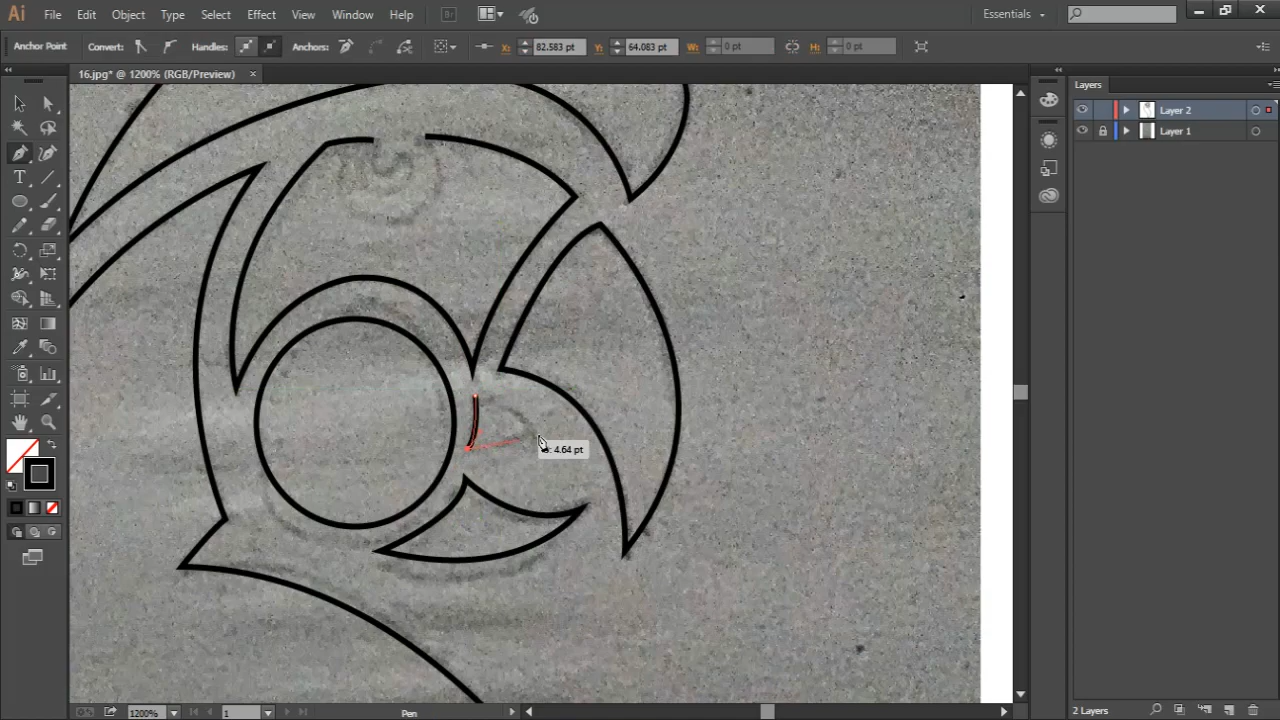 Ai File Edit Object Type Select Effect View Window Help Br Essentials
Anchor Point Convert: Handles: Anchors: X: 82.583 pt Y: 64.083 pt W: 0 pt H: 0 pt
16.jpg* @ 1200% (RGB/Preview) ×
Layers
Layer 2
Layer 1
4.64 pt
1200% 1 Pen
2 Layers